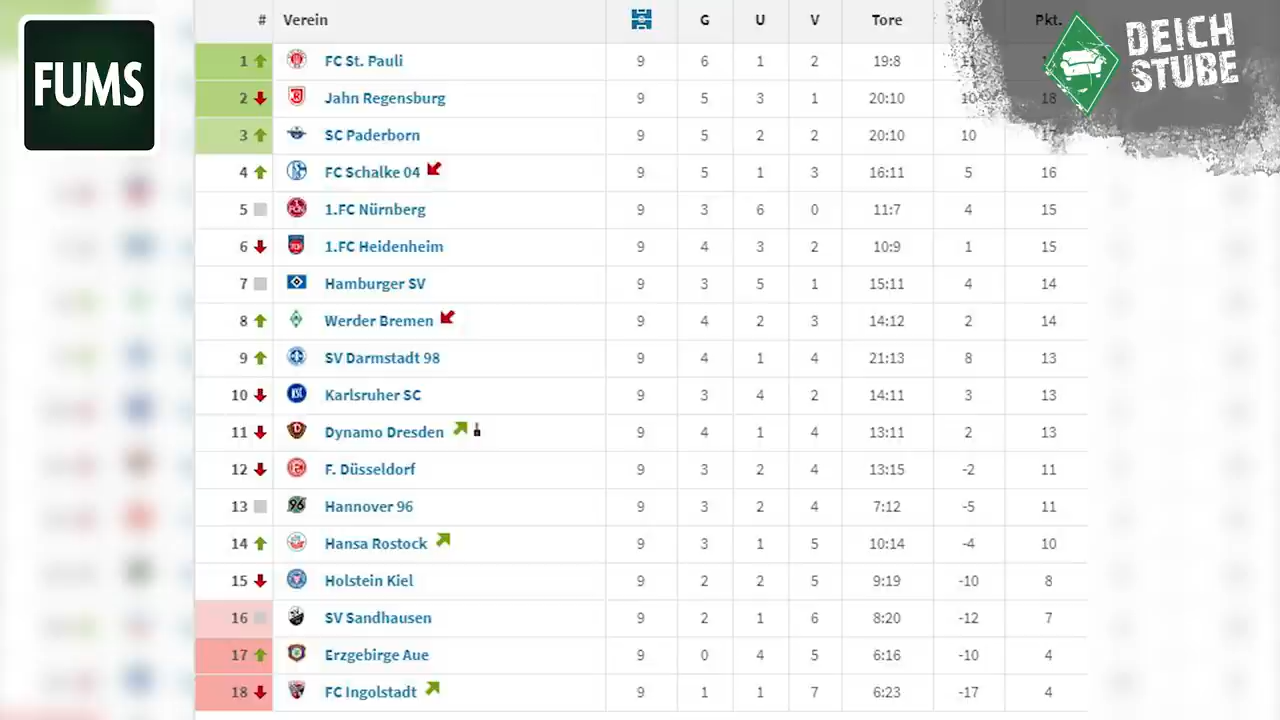 FUMS
DEICH
STUBE
# Verein G U V Tore Pkt.
1 FC St. Pauli 9 6 1 2 19:8
2 Jahn Regensburg 9 5 3 1 20:10 10 18
3 SC Paderborn 9 5 2 2 20:10 10 17
4 FC Schalke 04 9 5 1 3 16:11 5 16
5 1.FC Nürnberg 9 3 6 0 11:7 4 15
6 1.FC Heidenheim 9 4 3 2 10:9 1 15
7 Hamburger SV 9 3 5 1 15:11 4 14
8 Werder Bremen 9 4 2 3 14:12 2 14
9 SV Darmstadt 98 9 4 1 4 21:13 8 13
10 Karlsruher SC 9 3 4 2 14:11 3 13
11 Dynamo Dresden 9 4 1 4 13:11 2 13
12 F. Düsseldorf 9 3 2 4 13:15 -2 11
13 Hannover 96 9 3 2 4 7:12 -5 11
14 Hansa Rostock 9 3 1 5 10:14 -4 10
15 Holstein Kiel 9 2 2 5 9:19 -10 8
16 SV Sandhausen 9 2 1 6 8:20 -12 7
17 Erzgebirge Aue 9 0 4 5 6:16 -10 4
18 FC Ingolstadt 9 1 1 7 6:23 -17 4